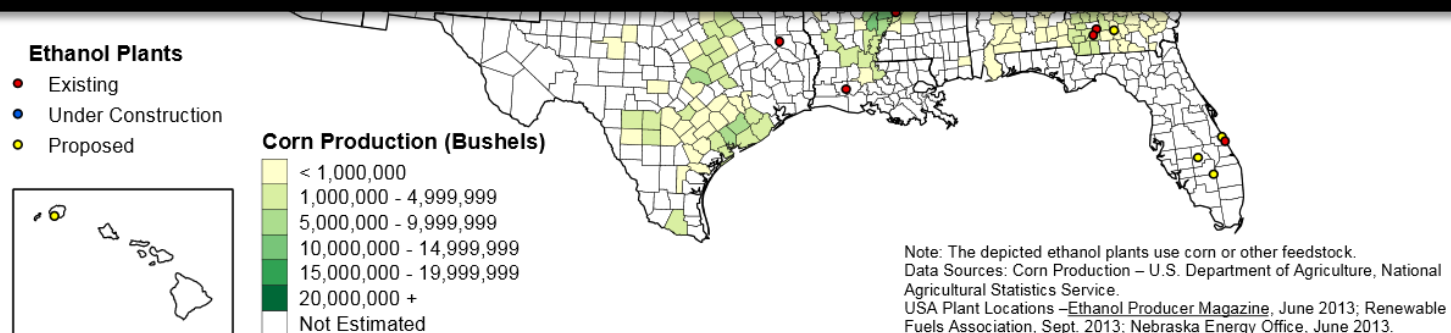 Ethanol Plants
Existing
Under Construction
Proposed
Corn Production (Bushels)
< 1,000,000
1,000,000 - 4,999,999
5,000,000 - 9,999,999
10,000,000 - 14,999,999
15,000,000 - 19,999,999
20,000,000 +
Not Estimated
Note: The depicted ethanol plants use corn or other feedstock.
Data Sources: Corn Production – U.S. Department of Agriculture, National
Agricultural Statistics Service.
USA Plant Locations –Ethanol Producer Magazine, June 2013; Renewable
Fuels Association, Sept. 2013; Nebraska Energy Office, June 2013.